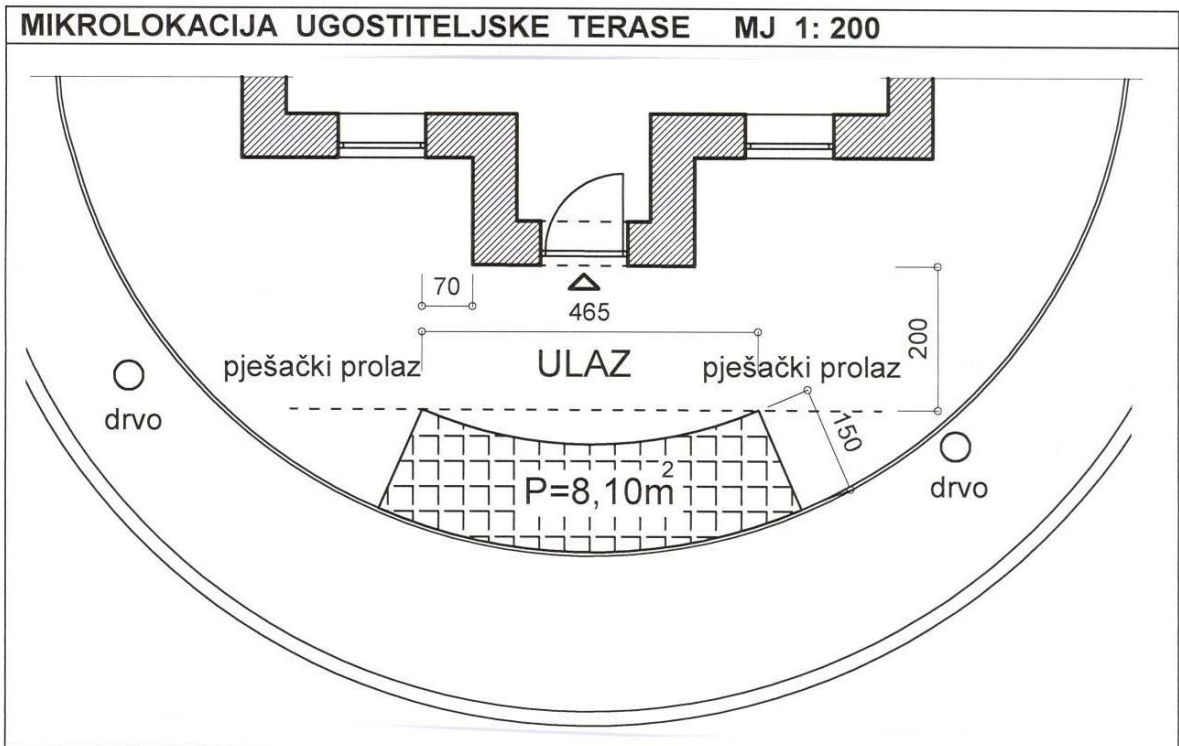 MIKROLOKACIJA UGOSTITELJSKE TERASE MJ 1: 200
70
465
200
pješački prolaz
ULAZ
pješački prolaz
drvo
150
drvo
P=8,10m²